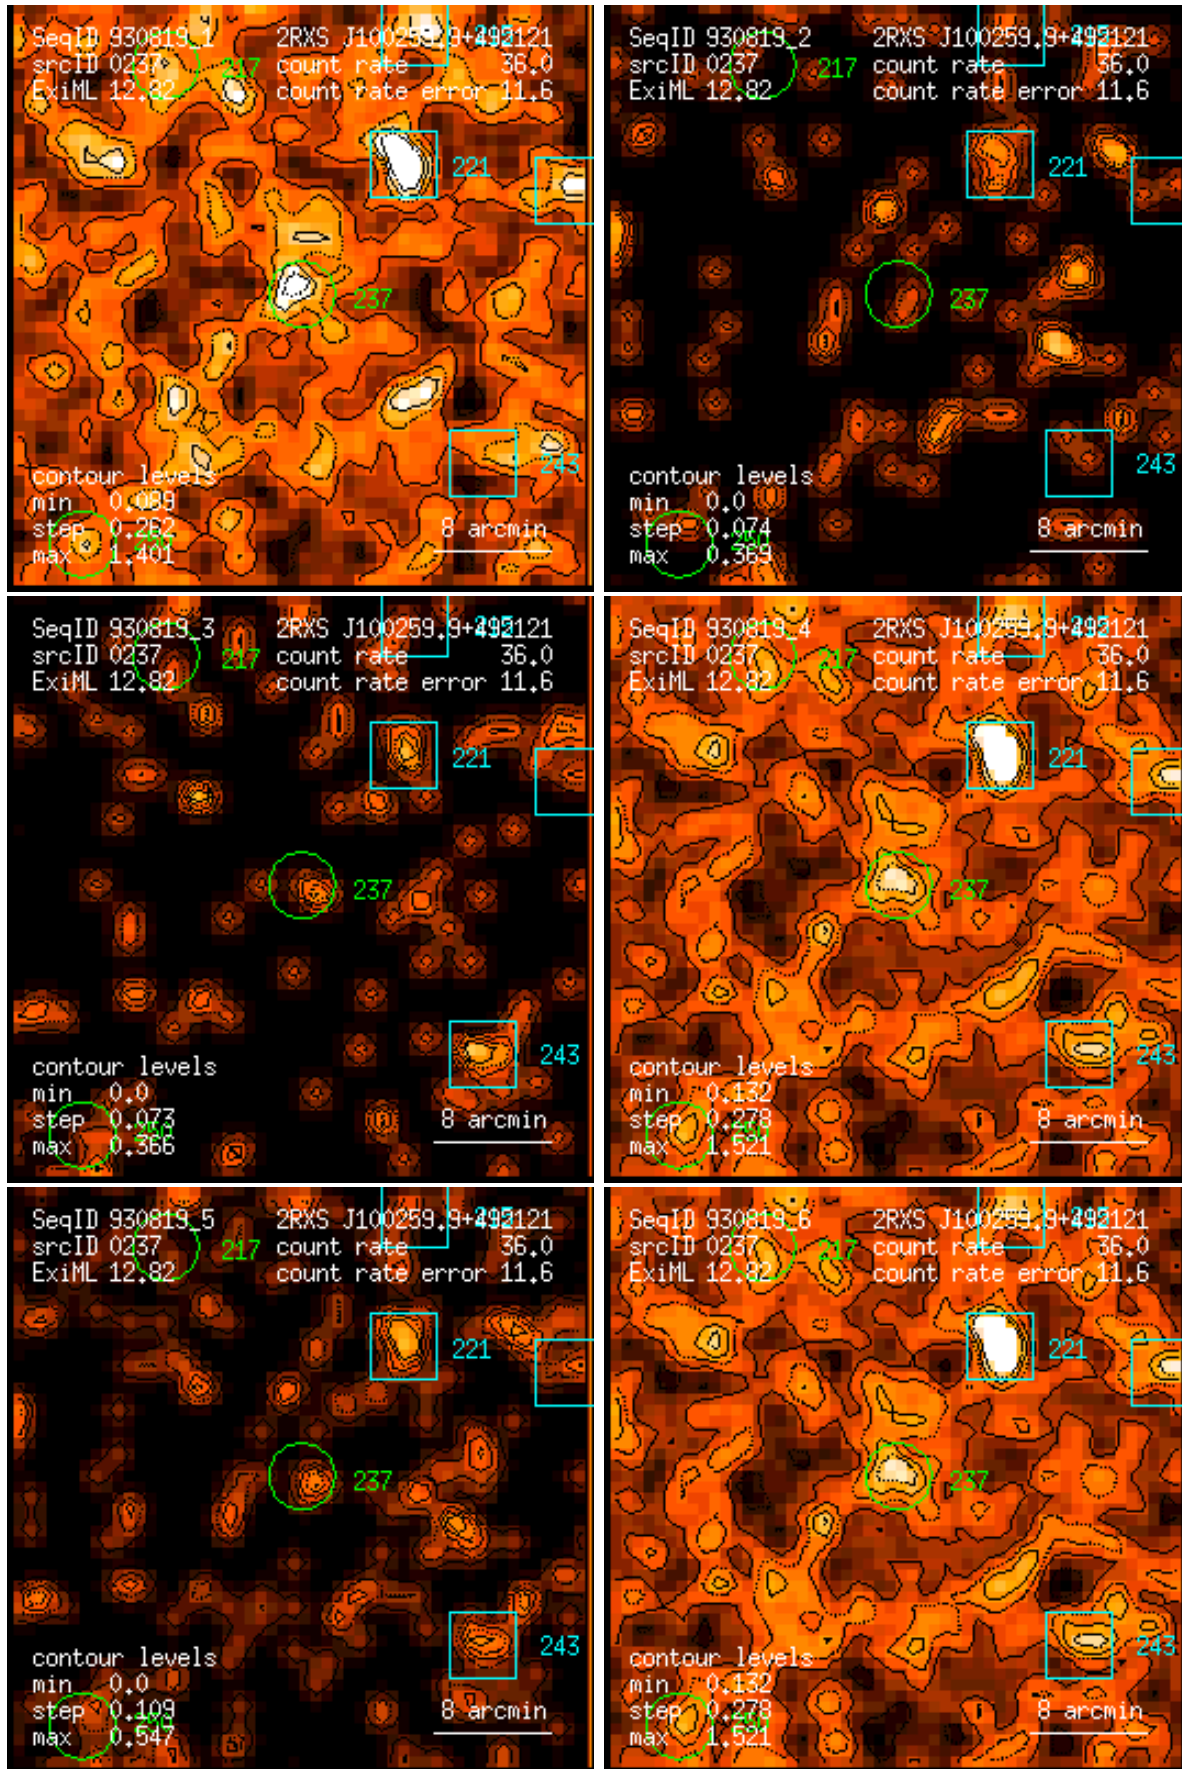 SeqID 930819_1 2RXS J100259.9+495121
srcID 0237 count rate 36.0
ExiML 12.82 count rate error 11.6
217
221
237
243
contour levels
min 0.089
step 0.262
max 1.401
8 arcmin
SeqID 930819_2 2RXS J100259.9+495121
srcID 0237 count rate 36.0
ExiML 12.82 count rate error 11.6
217
221
237
243
contour levels
min 0.0
step 0.074
max 0.369
8 arcmin
SeqID 930819_3 2RXS J100259.9+495121
srcID 0237 count rate 36.0
ExiML 12.82 count rate error 11.6
217
221
237
243
contour levels
min 0.0
step 0.073
max 0.366
8 arcmin
SeqID 930819_4 2RXS J100259.9+495121
srcID 0237 count rate 36.0
ExiML 12.82 count rate error 11.6
217
221
237
243
contour levels
min 0.132
step 0.278
max 1.521
8 arcmin
SeqID 930819_5 2RXS J100259.9+495121
srcID 0237 count rate 36.0
ExiML 12.82 count rate error 11.6
217
221
237
243
contour levels
min 0.0
step 0.109
max 0.547
8 arcmin
SeqID 930819_6 2RXS J100259.9+495121
srcID 0237 count rate 36.0
ExiML 12.82 count rate error 11.6
217
221
237
243
contour levels
min 0.132
step 0.278
max 1.521
8 arcmin